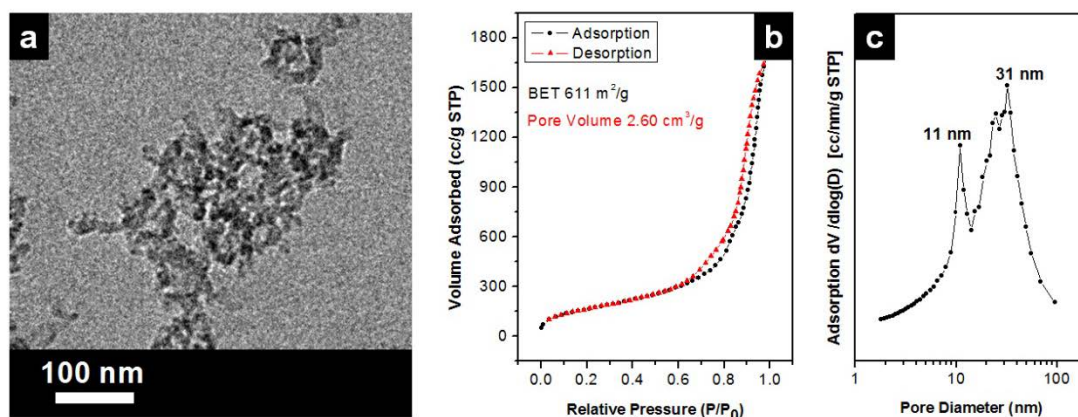 a
100 nm
b
Adsorption
Desorption
BET 611 m²/g
Pore Volume 2.60 cm³/g
Volume Adsorbed (cc/g STP)
1800
1500
1200
900
600
300
0
0.0 0.2 0.4 0.6 0.8 1.0
Relative Pressure (P/P₀)
c
31 nm
11 nm
Adsorption dV /dlog(D) [cc/nm/g STP]
1 10 100
Pore Diameter (nm)